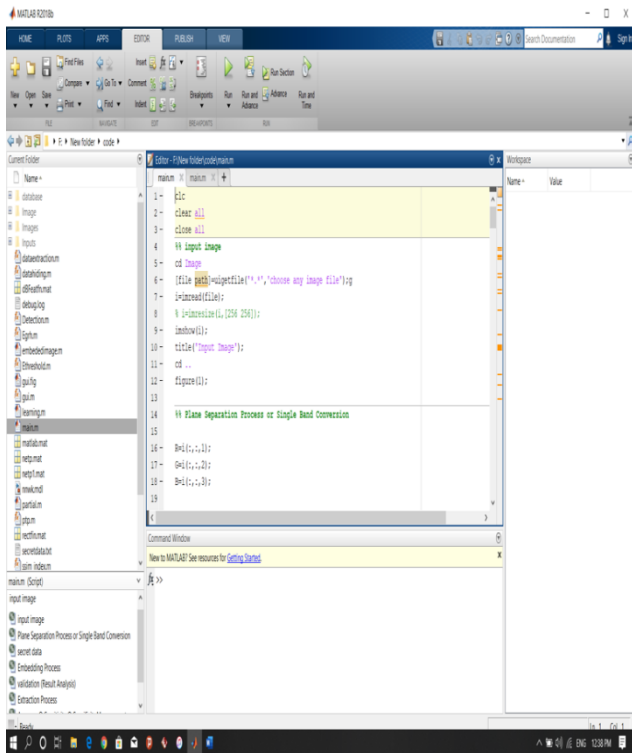 MATLAB R2018b
HOME PLOTS APPS EDITOR PUBLISH VIEW Search Documentation Sign In
New Open Save Find Files Compare Print Go To Find Insert Comment Indent Breakpoints Run Run and Advance Run Section Advance Run and Time
FILE NAVIGATE EDIT BREAKPOINTS RUN
F: New folder code
Current Folder
Name
database
Image
Images
Inputs
dataextraction.m
datahiding.m
dBFeatfn.mat
debug.log
Detection.m
embededimage.m
Ethreshold.m
gui.fig
gui.m
learning.m
main.m
matlab.mat
netp.mat
netp1.mat
nnwk.mdl
partial.m
ptp.m
rectfin.mat
secretdata.txt
ssim_index.m
main.m (Script)
input image
input image
Plane Separation Process or Single Band Conversion
secret data
Embedding Process
validation (Result Analysis)
Extraction Process
Editor - F:\New folder\code\main.m
main.m main.m
1 clc
2 clear all
3 close all
4 %% input image
5 cd Image
6 [file path]=uigetfile('*.*','choose any image file');g
7 i=imread(file);
8 % i=imresize(i,[256 256]);
9 imshow(i);
10 title('Input Image');
11 cd ..
12 figure(1);
13
14 %% Plane Separation Process or Single Band Conversion
15
16 R=i(:,:,1);
17 G=i(:,:,2);
18 B=i(:,:,3);
19
Command Window
New to MATLAB? See resources for Getting Started.
fx >>
Workspace
Name Value
Ready
Ln 1 Col 1
ENG 12:38 PM